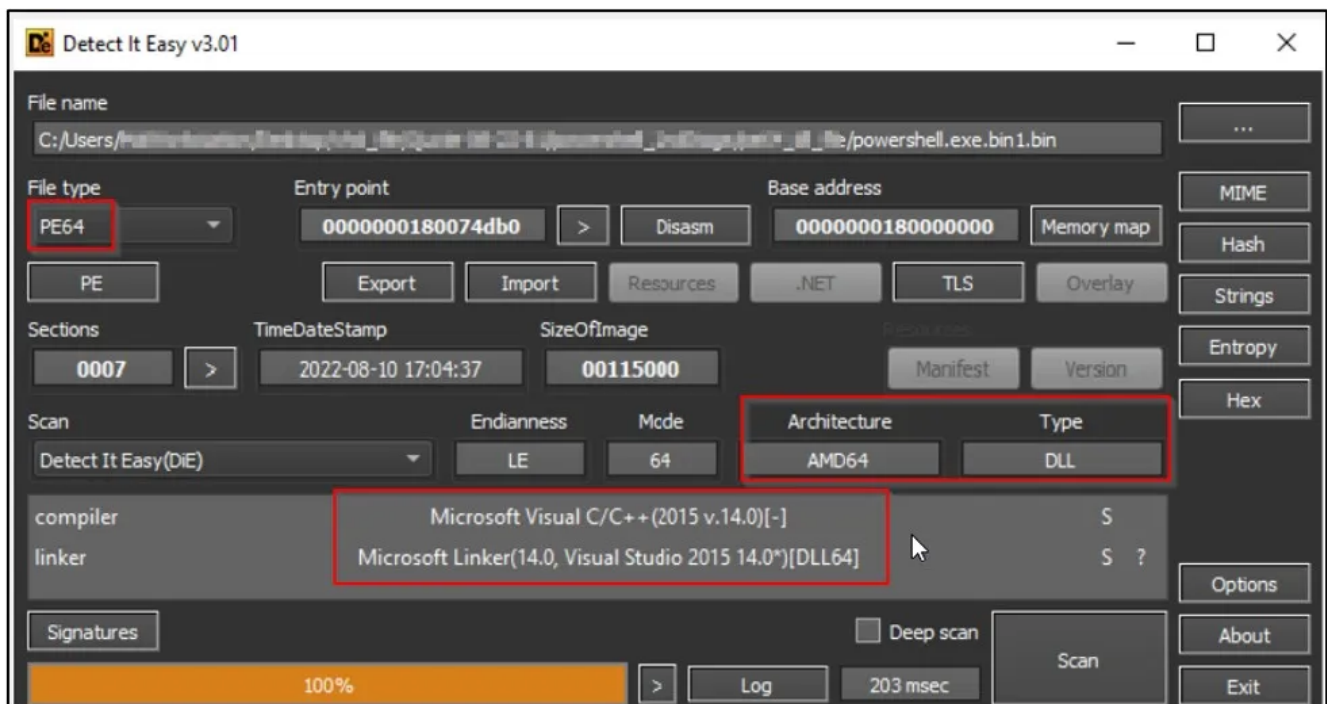 Detect It Easy v3.01
File name
C:/Users/ /powershell.exe.bin1.bin
...
File type Entry point Base address
MIME
PE64 0000000180074db0 > Disasm 0000000180000000 Memory map
Hash
PE Export Import Resources .NET TLS Overlay
Strings
Sections TimeDateStamp SizeOfImage Resources
Entropy
0007 > 2022-08-10 17:04:37 00115000 Manifest Version
Hex
Scan Endianness Mode Architecture Type
Detect It Easy(DiE) LE 64 AMD64 DLL
compiler Microsoft Visual C/C++(2015 v.14.0)[-] S
linker Microsoft Linker(14.0, Visual Studio 2015 14.0*)[DLL64] S ?
Options
Signatures Deep scan Scan About
100% > Log 203 msec Exit